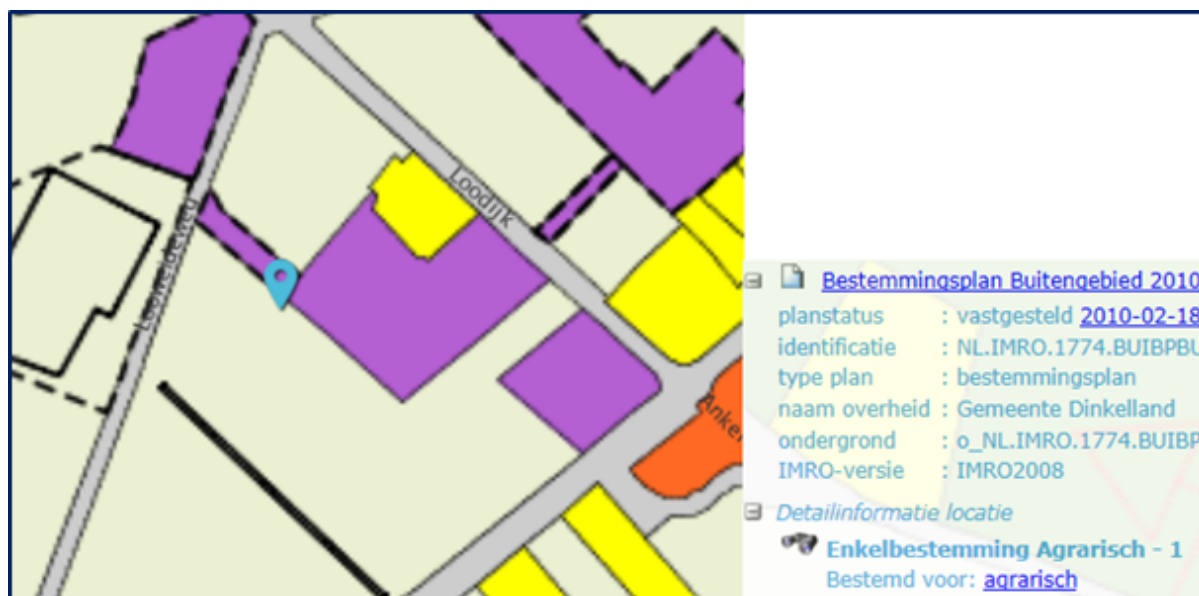 Loodijk
Looweideweg
Anker
Bestemmingsplan Buitengebied 2010
planstatus : vastgesteld 2010-02-18
identificatie : NL.IMRO.1774.BUIBPBU
type plan : bestemmingsplan
naam overheid : Gemeente Dinkelland
ondergrond : o_NL.IMRO.1774.BUIBP
IMRO-versie : IMRO2008
Detailinformatie locatie
Enkelbestemming Agrarisch - 1
Bestemd voor: agrarisch